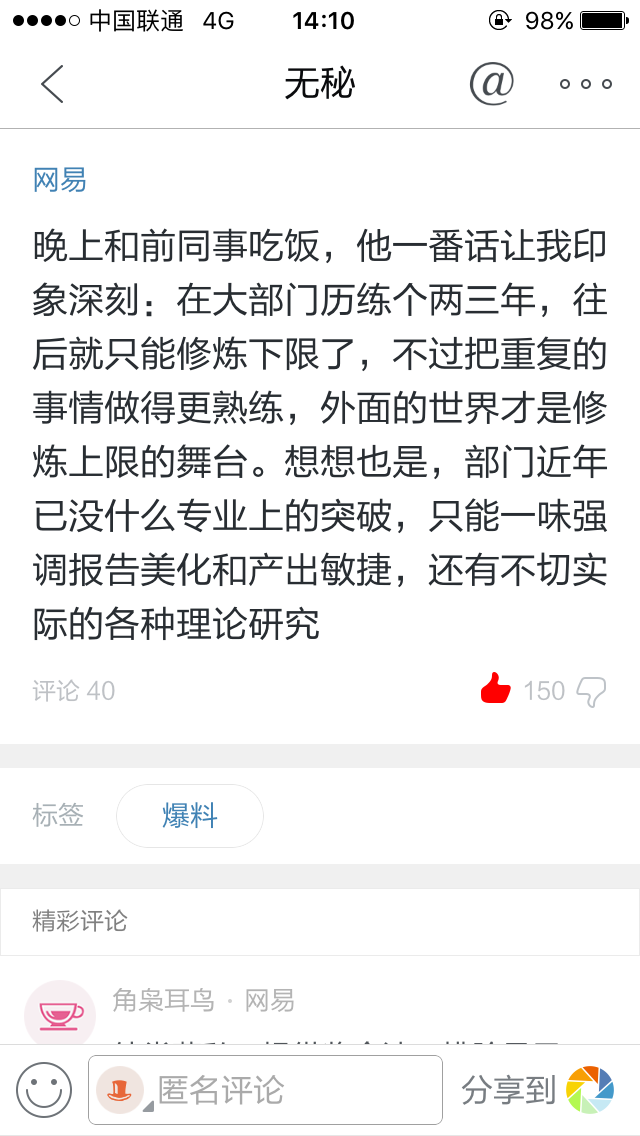 中国联通 4G 14:10 98%
无秘 @
网易
晚上和前同事吃饭，他一番话让我印
象深刻：在大部门历练个两三年，往
后就只能修炼下限了，不过把重复的
事情做得更熟练，外面的世界才是修
炼上限的舞台。想想也是，部门近年
已没什么专业上的突破，只能一味强
调报告美化和产出敏捷，还有不切实
际的各种理论研究
评论 40 150
标签 爆料
精彩评论
角枭耳鸟 · 网易
匿名评论 分享到